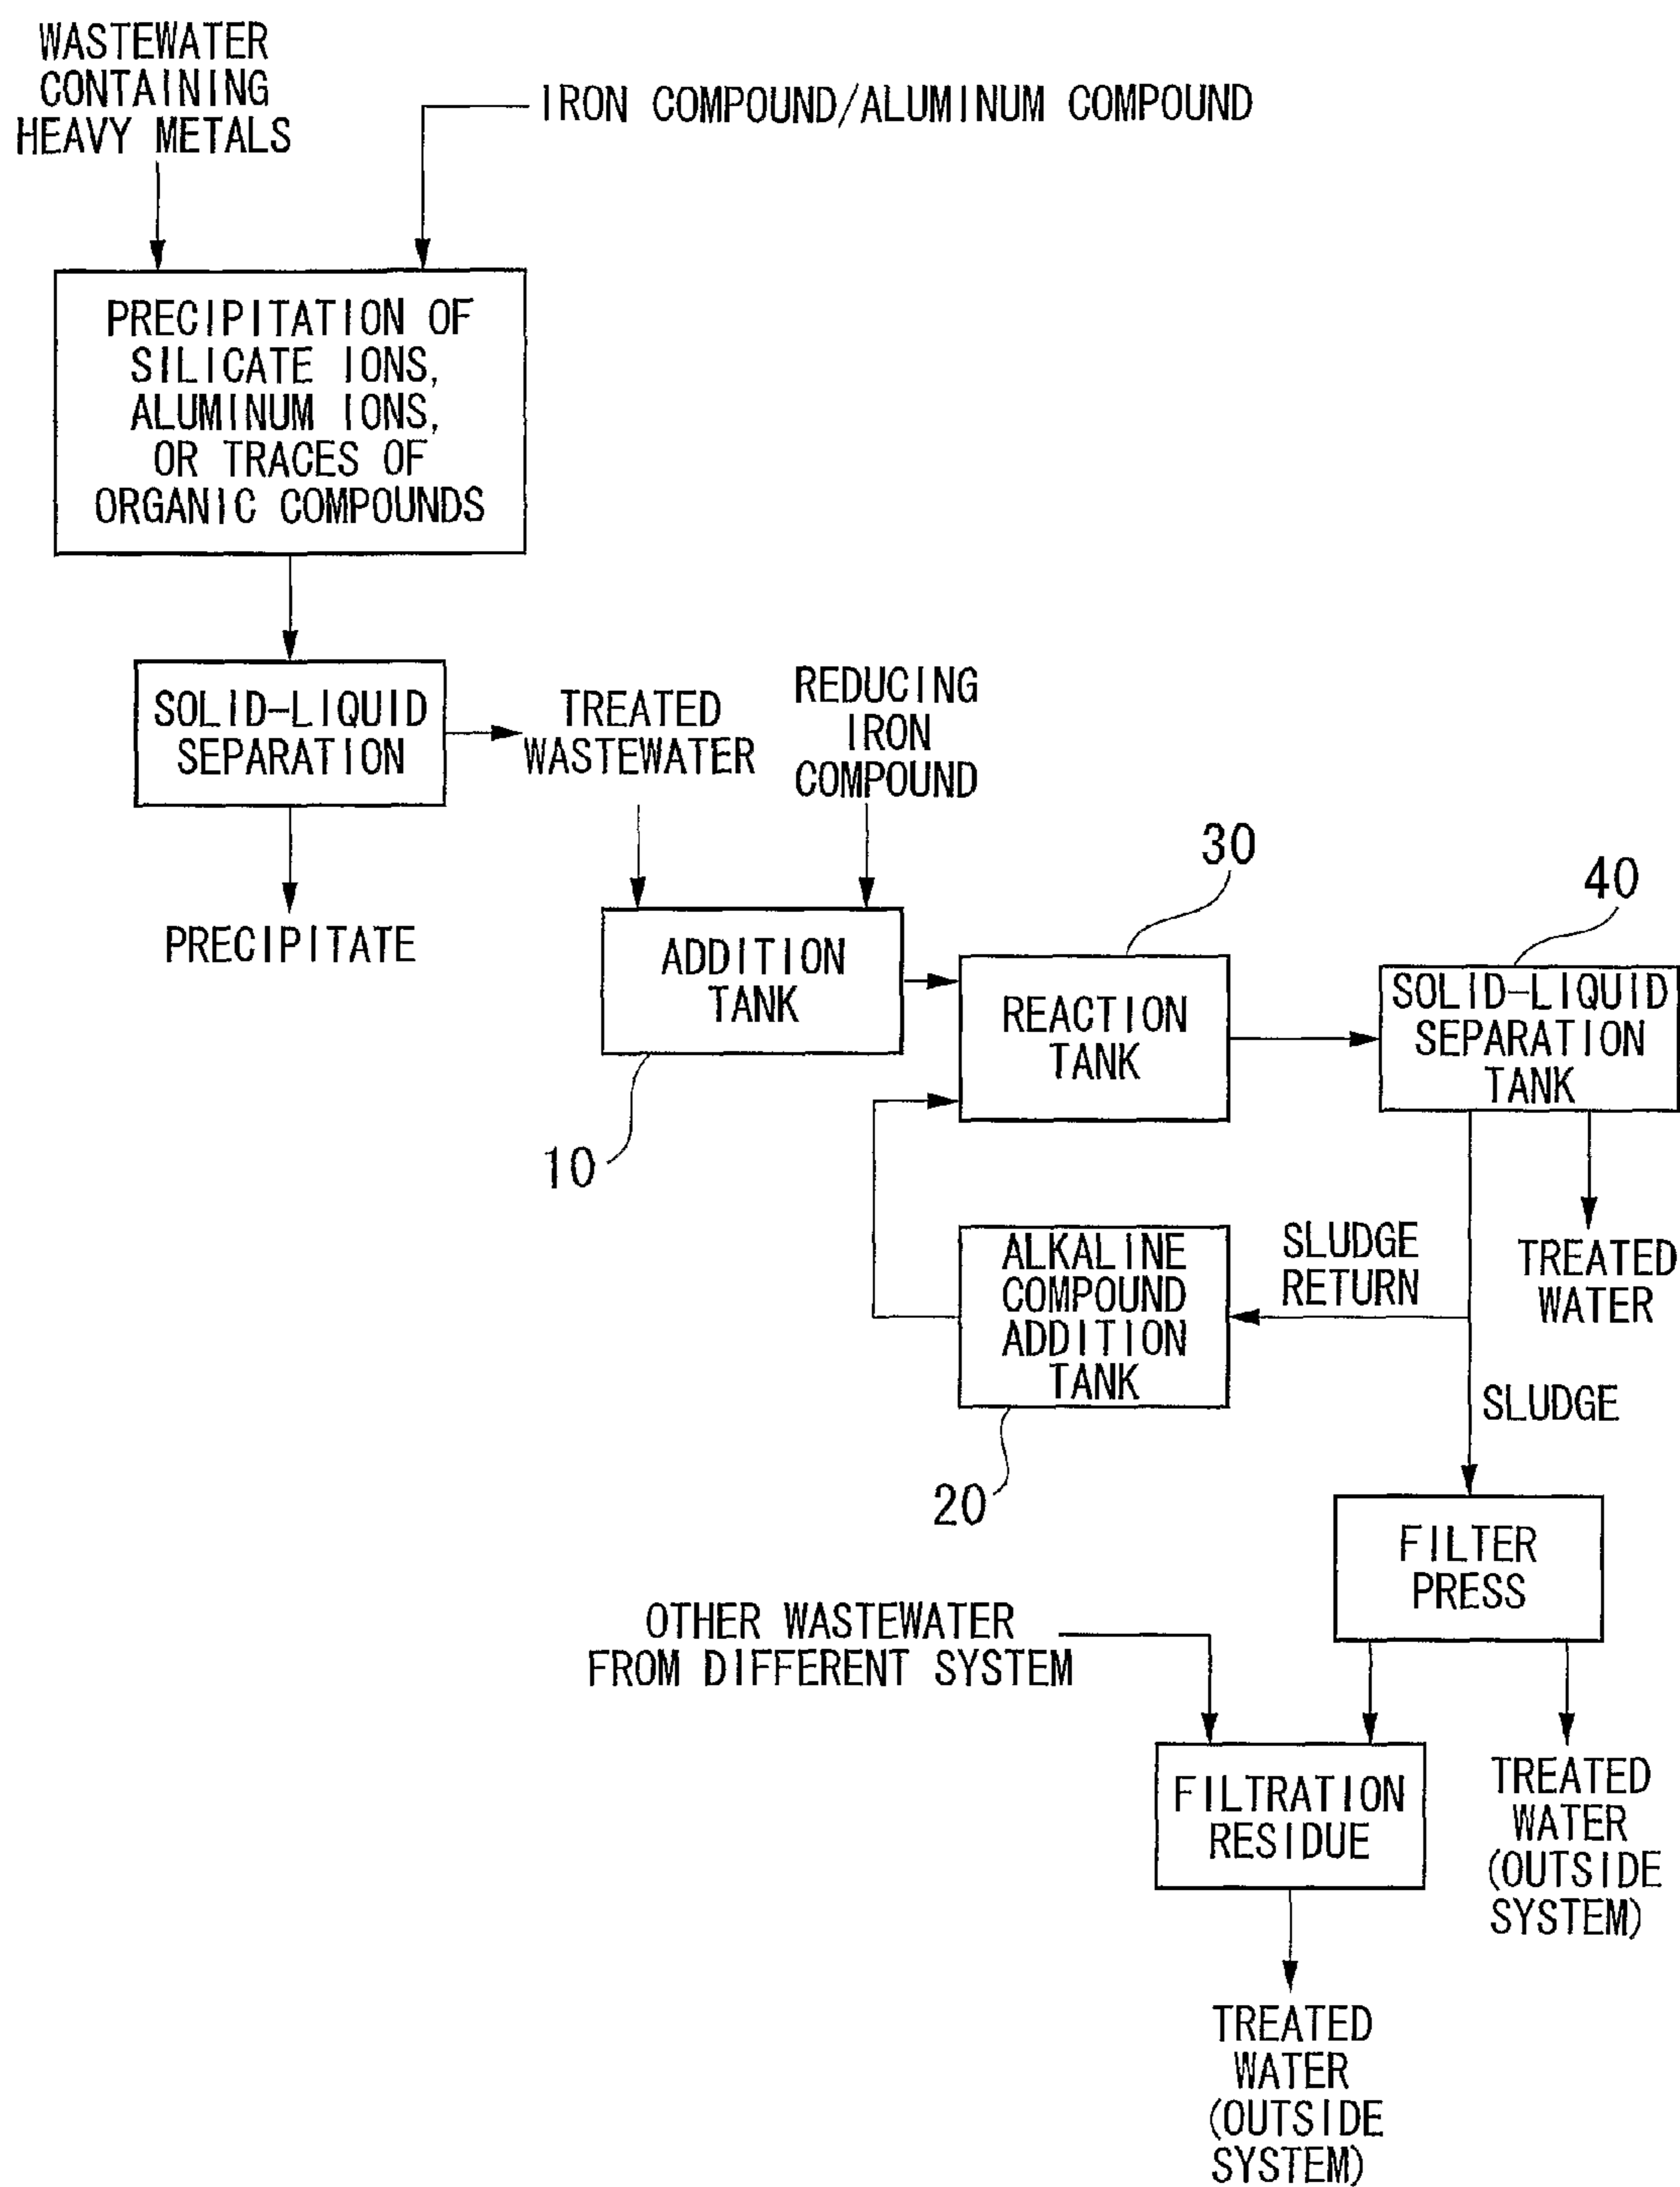 WASTEWATER
CONTAINING
HEAVY METALS
IRON COMPOUND/ALUMINUM COMPOUND
PRECIPITATION OF
SILICATE IONS,
ALUMINUM IONS,
OR TRACES OF
ORGANIC COMPOUNDS
SOLID-LIQUID
SEPARATION
TREATED
WASTEWATER
REDUCING
IRON
COMPOUND
PRECIPITATE
ADDITION
TANK
10
30
REACTION
TANK
40
SOLID-LIQUID
SEPARATION
TANK
ALKALINE
COMPOUND
ADDITION
TANK
20
SLUDGE
RETURN
TREATED
WATER
SLUDGE
FILTER
PRESS
OTHER WASTEWATER
FROM DIFFERENT SYSTEM
FILTRATION
RESIDUE
TREATED
WATER
(OUTSIDE
SYSTEM)
TREATED
WATER
(OUTSIDE
SYSTEM)